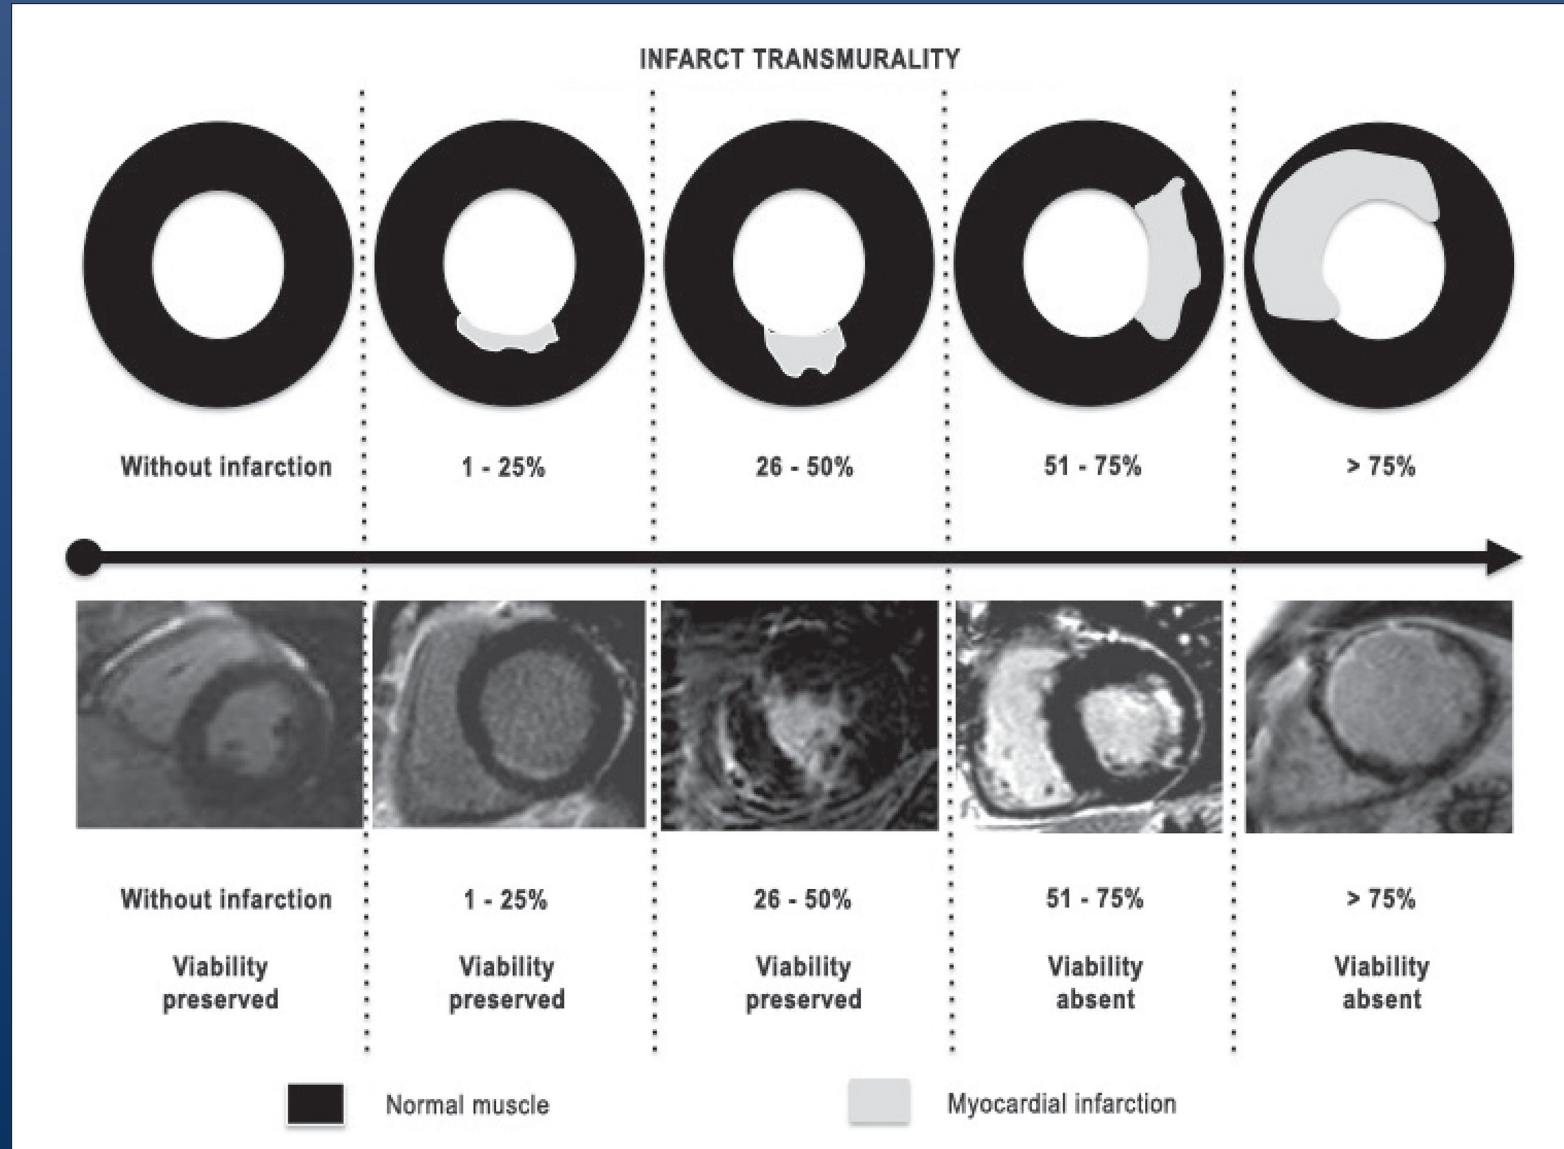 INFARCT TRANSMURALITY
Without infarction
1 - 25%
26 - 50%
51 - 75%
> 75%
Without infarction
1 - 25%
26 - 50%
51 - 75%
> 75%
Viability
preserved
Viability
preserved
Viability
preserved
Viability
absent
Viability
absent
Normal muscle
Myocardial infarction